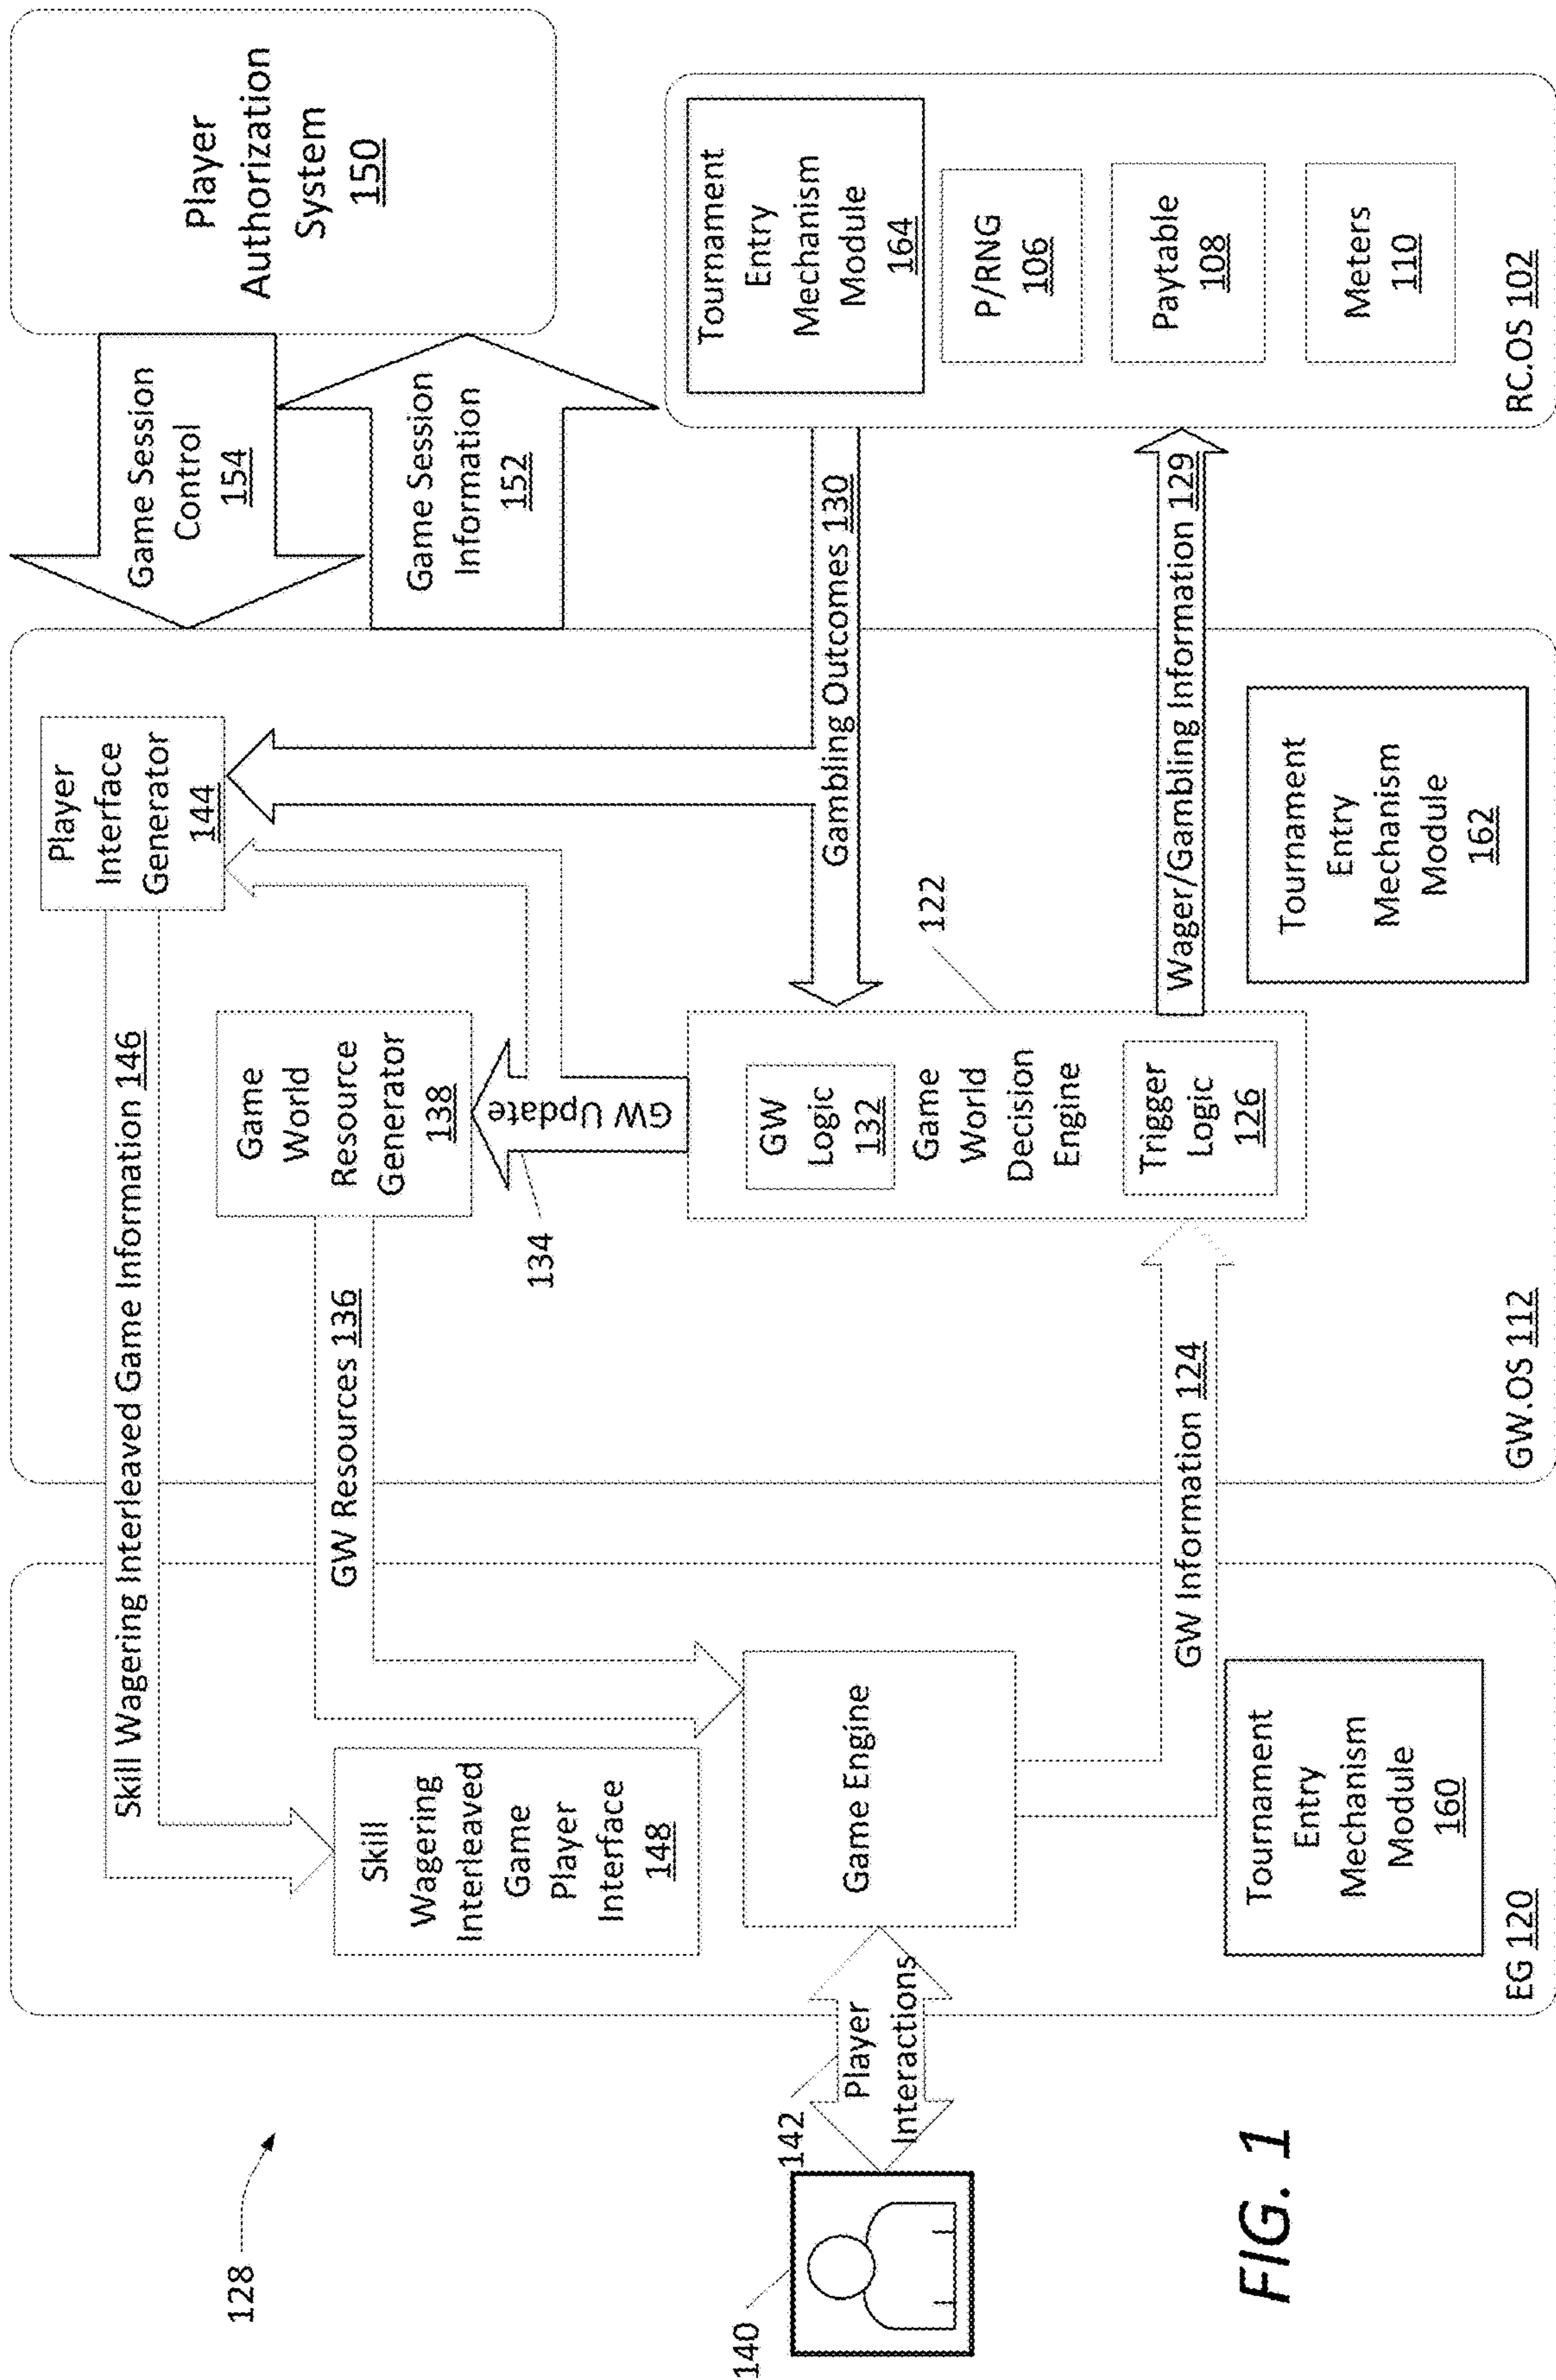 128
140
142
Player
Interactions
Skill Wagering Interleaved Game Information 146
Skill
Wagering
Interleaved
Game
Player
Interface
148
GW Resources 136
Game Engine
GW Information 124
Tournament
Entry
Mechanism
Module
160
EG 120
Player
Interface
Generator
144
Game
World
Resource
Generator
138
GW Update
134
GW
Logic
132
Game
World
Decision
Engine
Trigger
Logic
126
122
Gambling Outcomes 130
Wager/Gambling Information 129
Tournament
Entry
Mechanism
Module
162
GW.OS 112
Game Session
Control
154
Game Session
Information
152
Player
Authorization
System
150
Tournament
Entry
Mechanism
Module
164
P/RNG
106
Paytable
108
Meters
110
RC.OS 102
FIG. 1